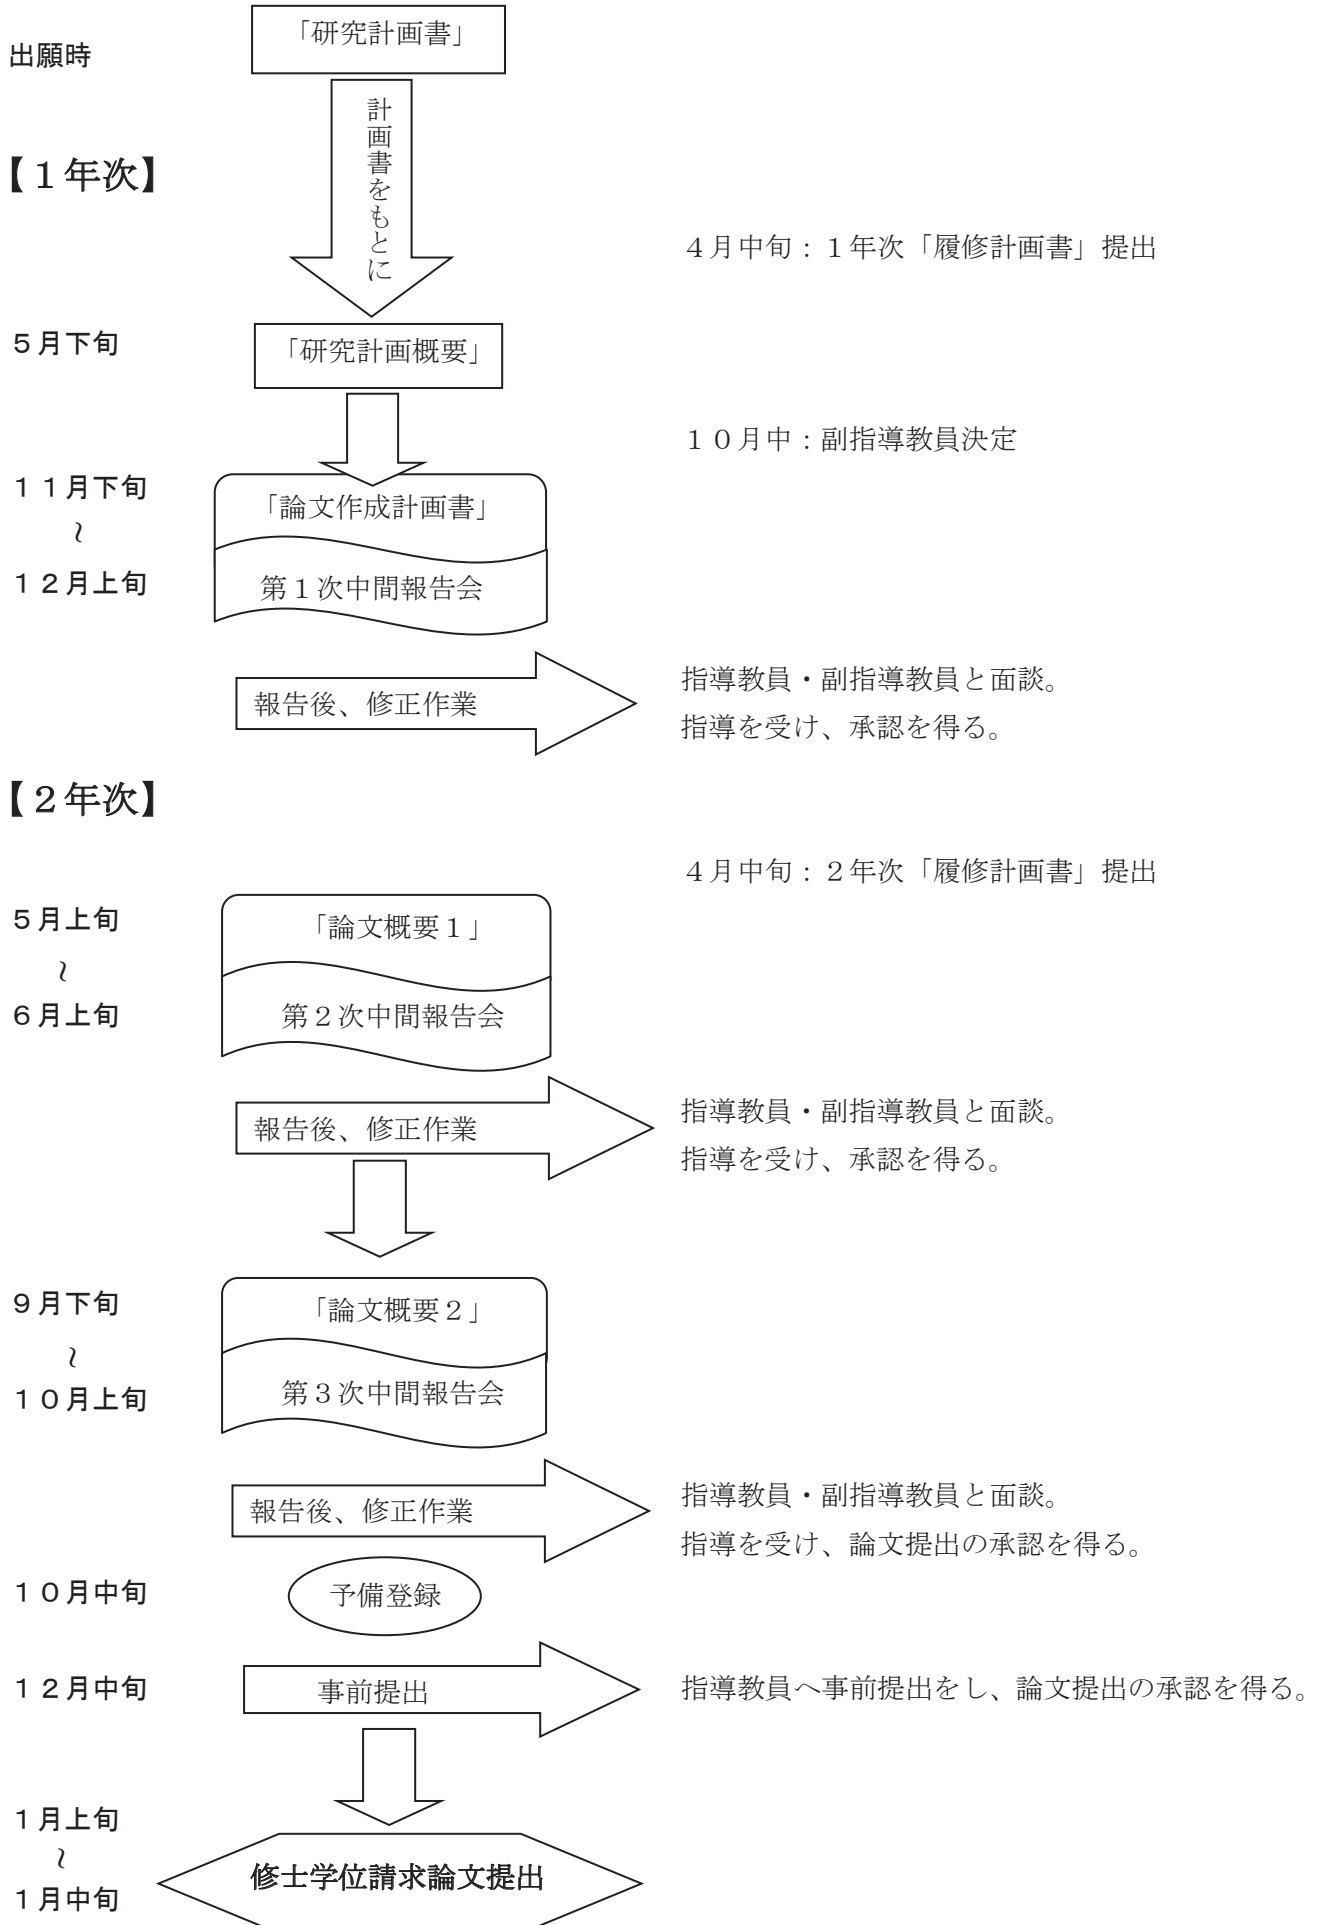 「研究計画書」
出願時
計画書をもとに
【１年次】
４月中旬：１年次「履修計画書」提出
５月下旬
「研究計画概要」
１０月中：副指導教員決定
１１月下旬
「論文作成計画書」
～
１２月上旬
第１次中間報告会
報告後、修正作業
指導教員・副指導教員と面談。
指導を受け、承認を得る。
【２年次】
４月中旬：２年次「履修計画書」提出
５月上旬
「論文概要１」
～
６月上旬
第２次中間報告会
報告後、修正作業
指導教員・副指導教員と面談。
指導を受け、承認を得る。
９月下旬
「論文概要２」
～
１０月上旬
第３次中間報告会
報告後、修正作業
指導教員・副指導教員と面談。
指導を受け、論文提出の承認を得る。
１０月中旬
予備登録
１２月中旬
事前提出
指導教員へ事前提出をし、論文提出の承認を得る。
１月上旬
～
１月中旬
修士学位請求論文提出